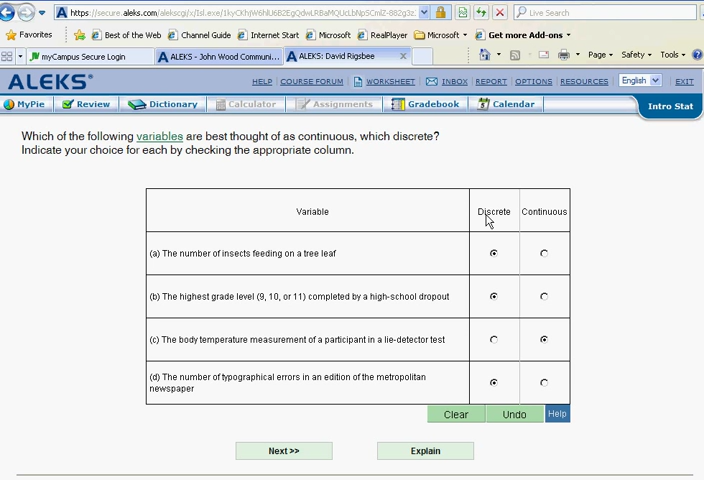 https://secure.aleks.com/alekscgi/x/Isl.exe/
Live Search
Favorites Best of the Web Channel Guide Internet Start Microsoft RealPlayer Microsoft Get More Add-ons
myCampus Secure Login ALEKS - John Wood Communi... ALEKS: David Rigsbee Page Safety Tools
ALEKS HELP COURSE FORUM WORKSHEET INBOX REPORT OPTIONS RESOURCES English EXIT
MyPie Review Dictionary Calculator Assignments Gradebook Calendar Intro Stat
Which of the following variables are best thought of as continuous, which discrete?
Indicate your choice for each by checking the appropriate column.
Variable Discrete Continuous
(a) The number of insects feeding on a tree leaf
(b) The highest grade level (9, 10, or 11) completed by a high-school dropout
(c) The body temperature measurement of a participant in a lie-detector test
(d) The number of typographical errors in an edition of the metropolitan
newspaper
Clear Undo Help
Next >> Explain